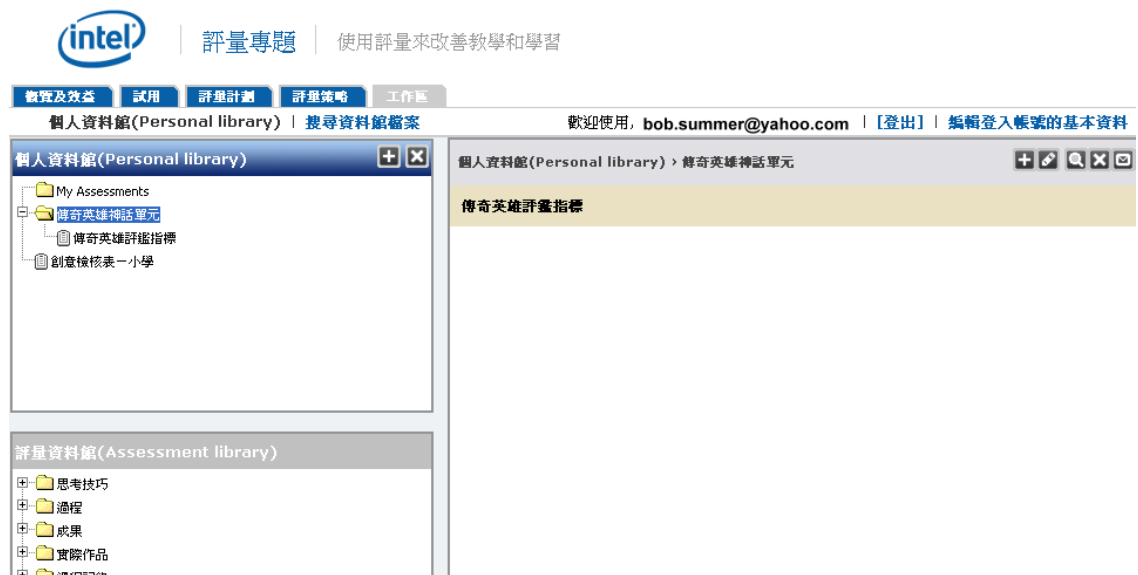 intel 評量專題 使用評量來改善教學和學習
概覽及效益 試用 評量計劃 評量策略 工作區
個人資料館(Personal library) | 搜尋資料館檔案
歡迎使用, bob.summer@yahoo.com | [登出] | 編輯登入帳號的基本資料
個人資料館(Personal library)
My Assessments
傳奇英雄神話單元
傳奇英雄評鑑指標
創意檢核表－小學
個人資料館(Personal library) › 傳奇英雄神話單元
傳奇英雄評鑑指標
評量資料館(Assessment library)
思考技巧
過程
成果
實際作品